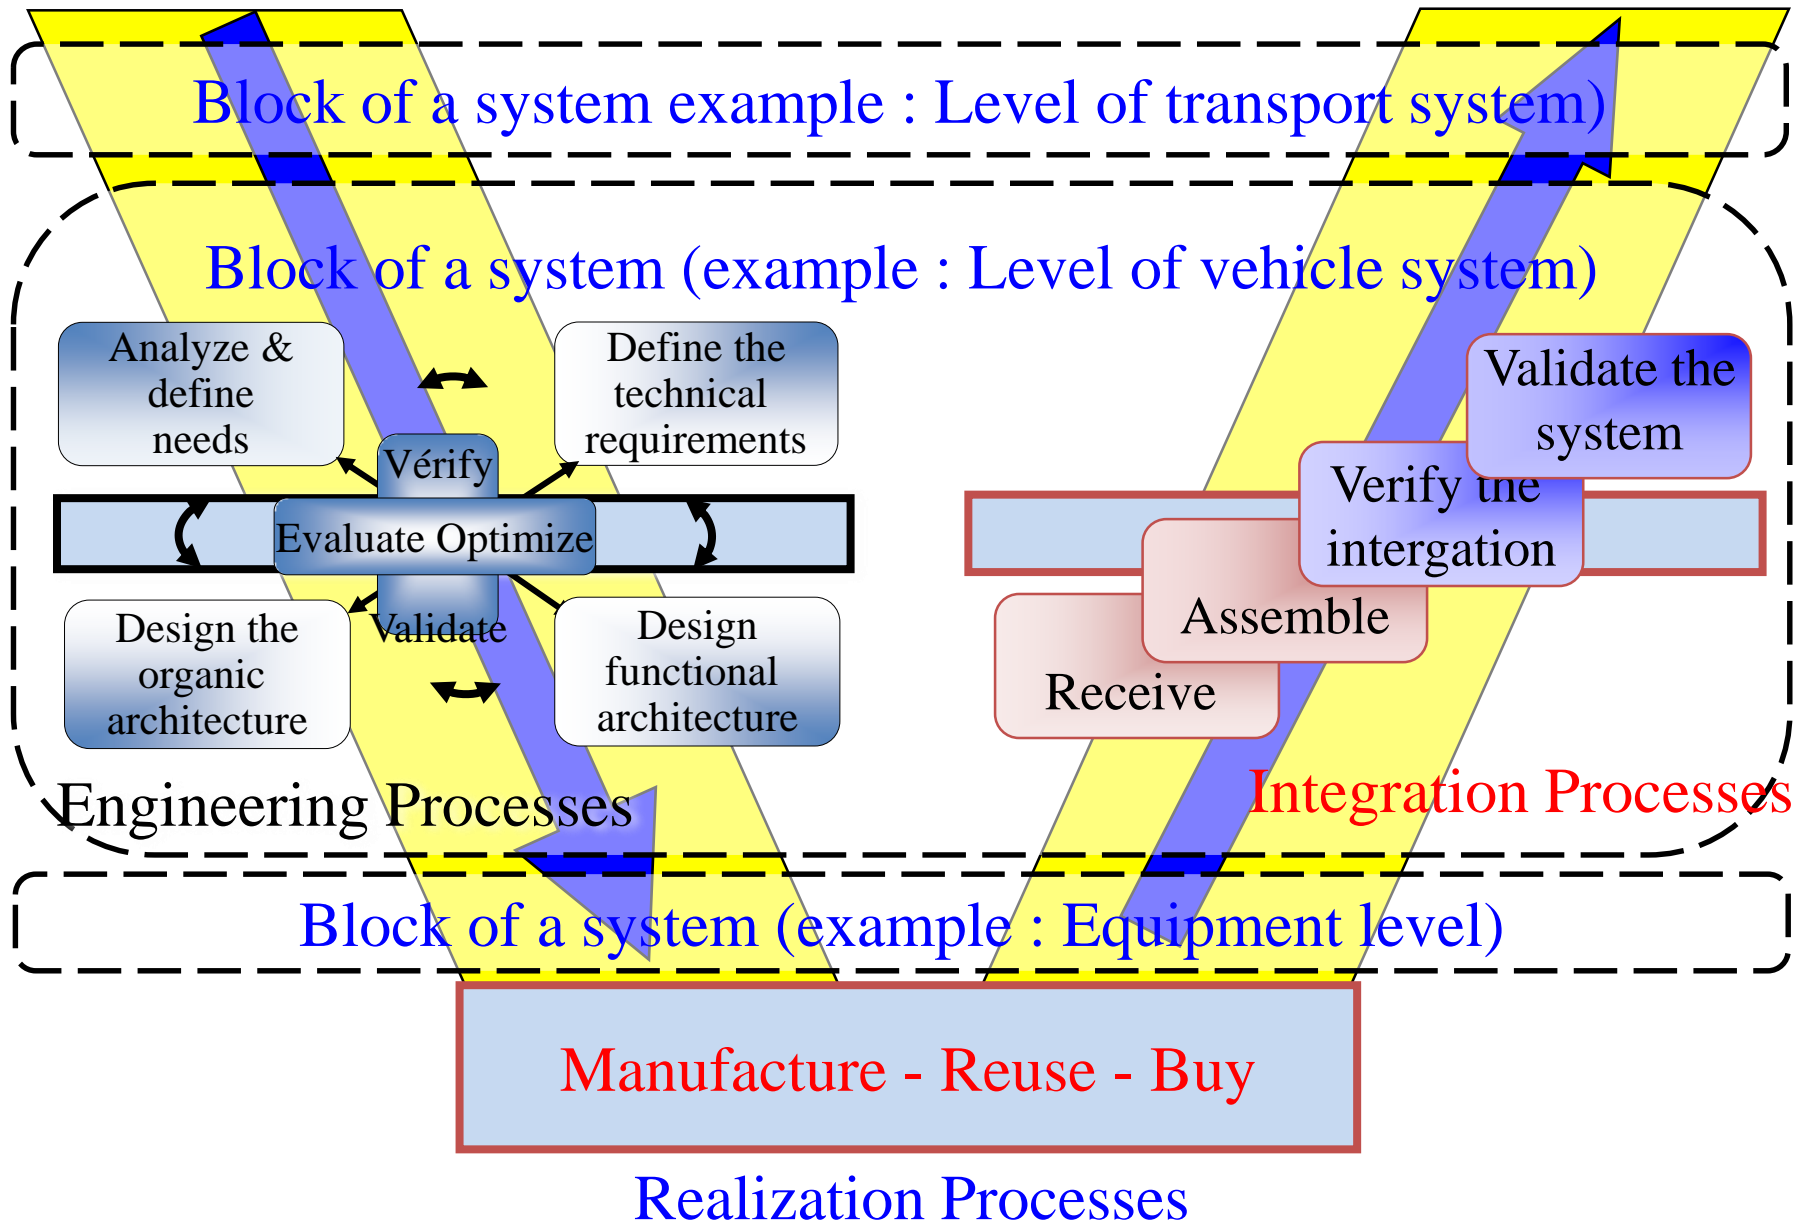 Block of a system example : Level of transport system)
Block of a system (example : Level of vehicle system)
Analyze &
define
needs
Define the
technical
requirements
Vérify
Evaluate Optimize
Validate
Design the
organic
architecture
Design
functional
architecture
Validate the
system
Verify the
intergation
Assemble
Receive
Engineering Processes
Integration Processes
Block of a system (example : Equipment level)
Manufacture - Reuse - Buy
Realization Processes